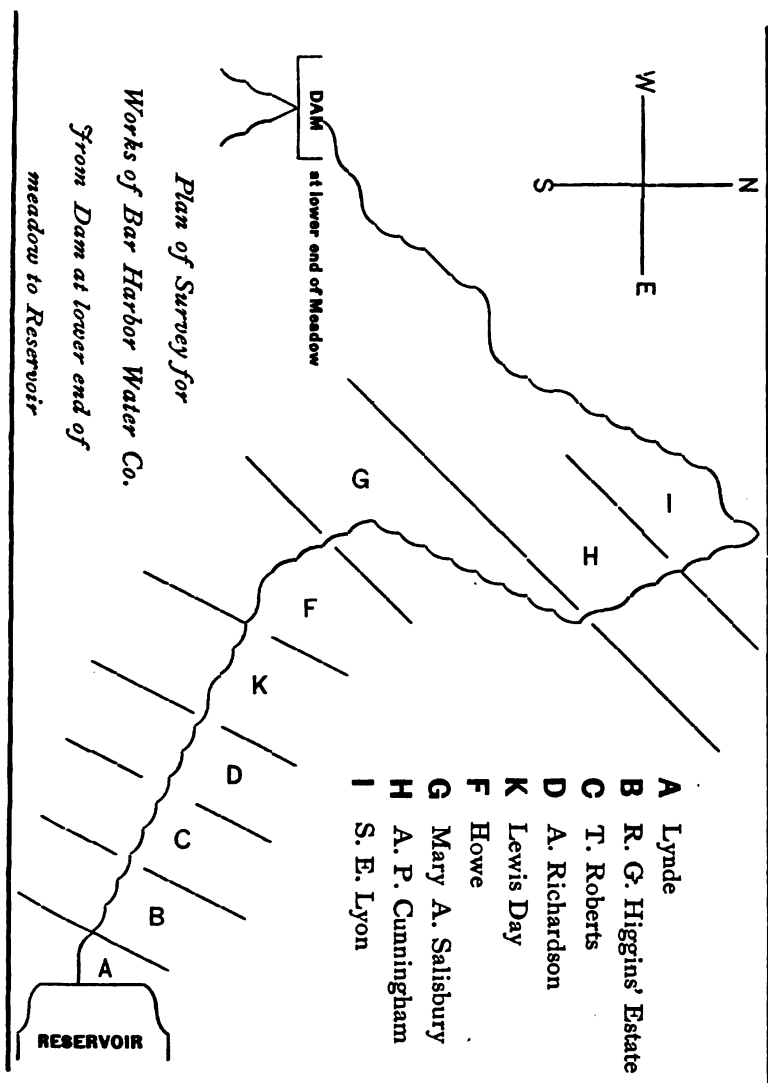 N
W
E
S
DAM
at lower end of Meadow
Plan of Survey for
Works of Bar Harbor Water Co.
from Dam at lower end of
meadow to Reservoir
I
H
G
F
K
D
C
B
A
RESERVOIR
A Lynde
B R. G. Higgins' Estate
C T. Roberts
D A. Richardson
K Lewis Day
F Howe
G Mary A. Salisbury
H A. P. Cunningham
I S. E. Lyon